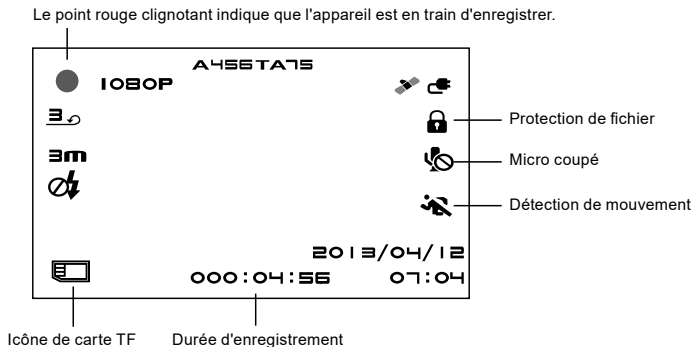 Le point rouge clignotant indique que l'appareil est en train d'enregistrer.
A456TA75
1080P
3
Protection de fichier
3m
Micro coupé
Détection de mouvement
2013/04/12
000:04:56 07:04
Icône de carte TF Durée d'enregistrement